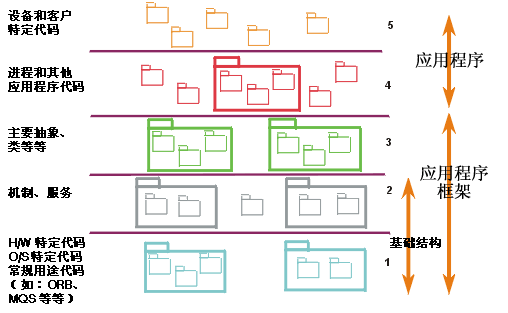 设备和客户
特定代码
5
应用程序
进程和其他
应用程序代码
4
主要抽象、
类等等
3
应用程序
框架
机制、服务
2
基础结构
H/W 特定代码
O/S 特定代码
常规用途代码
（如：ORB、
MQS 等等）
1